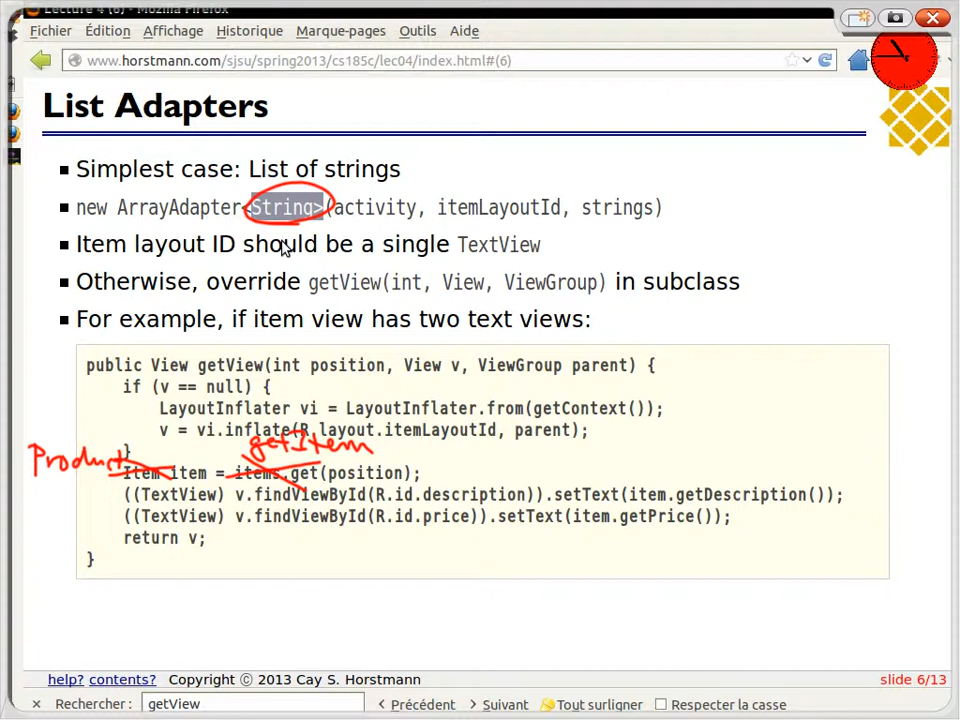 Lecture 4 (6) - Mozilla Firefox
Fichier Édition Affichage Historique Marque-pages Outils Aide
www.horstmann.com/sjsu/spring2013/cs185c/lec04/index.html#(6)
List Adapters
Simplest case: List of strings
new ArrayAdapter<String>(activity, itemLayoutId, strings)
Item layout ID should be a single TextView
Otherwise, override getView(int, View, ViewGroup) in subclass
For example, if item view has two text views:
public View getView(int position, View v, ViewGroup parent) {
if (v == null) {
LayoutInflater vi = LayoutInflater.from(getContext());
v = vi.inflate(R.layout.itemLayoutId, parent);
}
getItem
Product
Item item = items.get(position);
((TextView) v.findViewById(R.id.description)).setText(item.getDescription());
((TextView) v.findViewById(R.id.price)).setText(item.getPrice());
return v;
}
help? contents? Copyright © 2013 Cay S. Horstmann slide 6/13
Rechercher: getView Précédent Suivant Tout surligner Respecter la casse